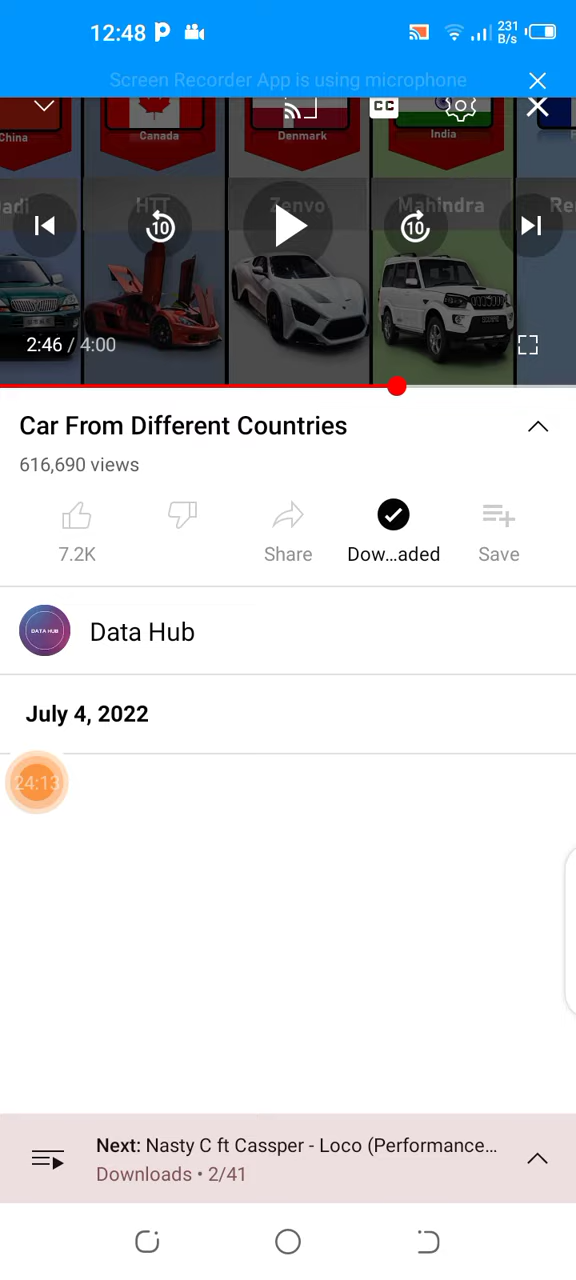 12:48
231
B/s
Screen Recorder App is using microphone
CC
China
Canada
Denmark
India
HTT
Zenvo
Mahindra
10
10
2:46 / 4:00
Car From Different Countries
616,690 views
7.2K
Share
Dow...aded
Save
DATA HUB
Data Hub
July 4, 2022
24:13
Next: Nasty C ft Cassper - Loco (Performance...
Downloads • 2/41